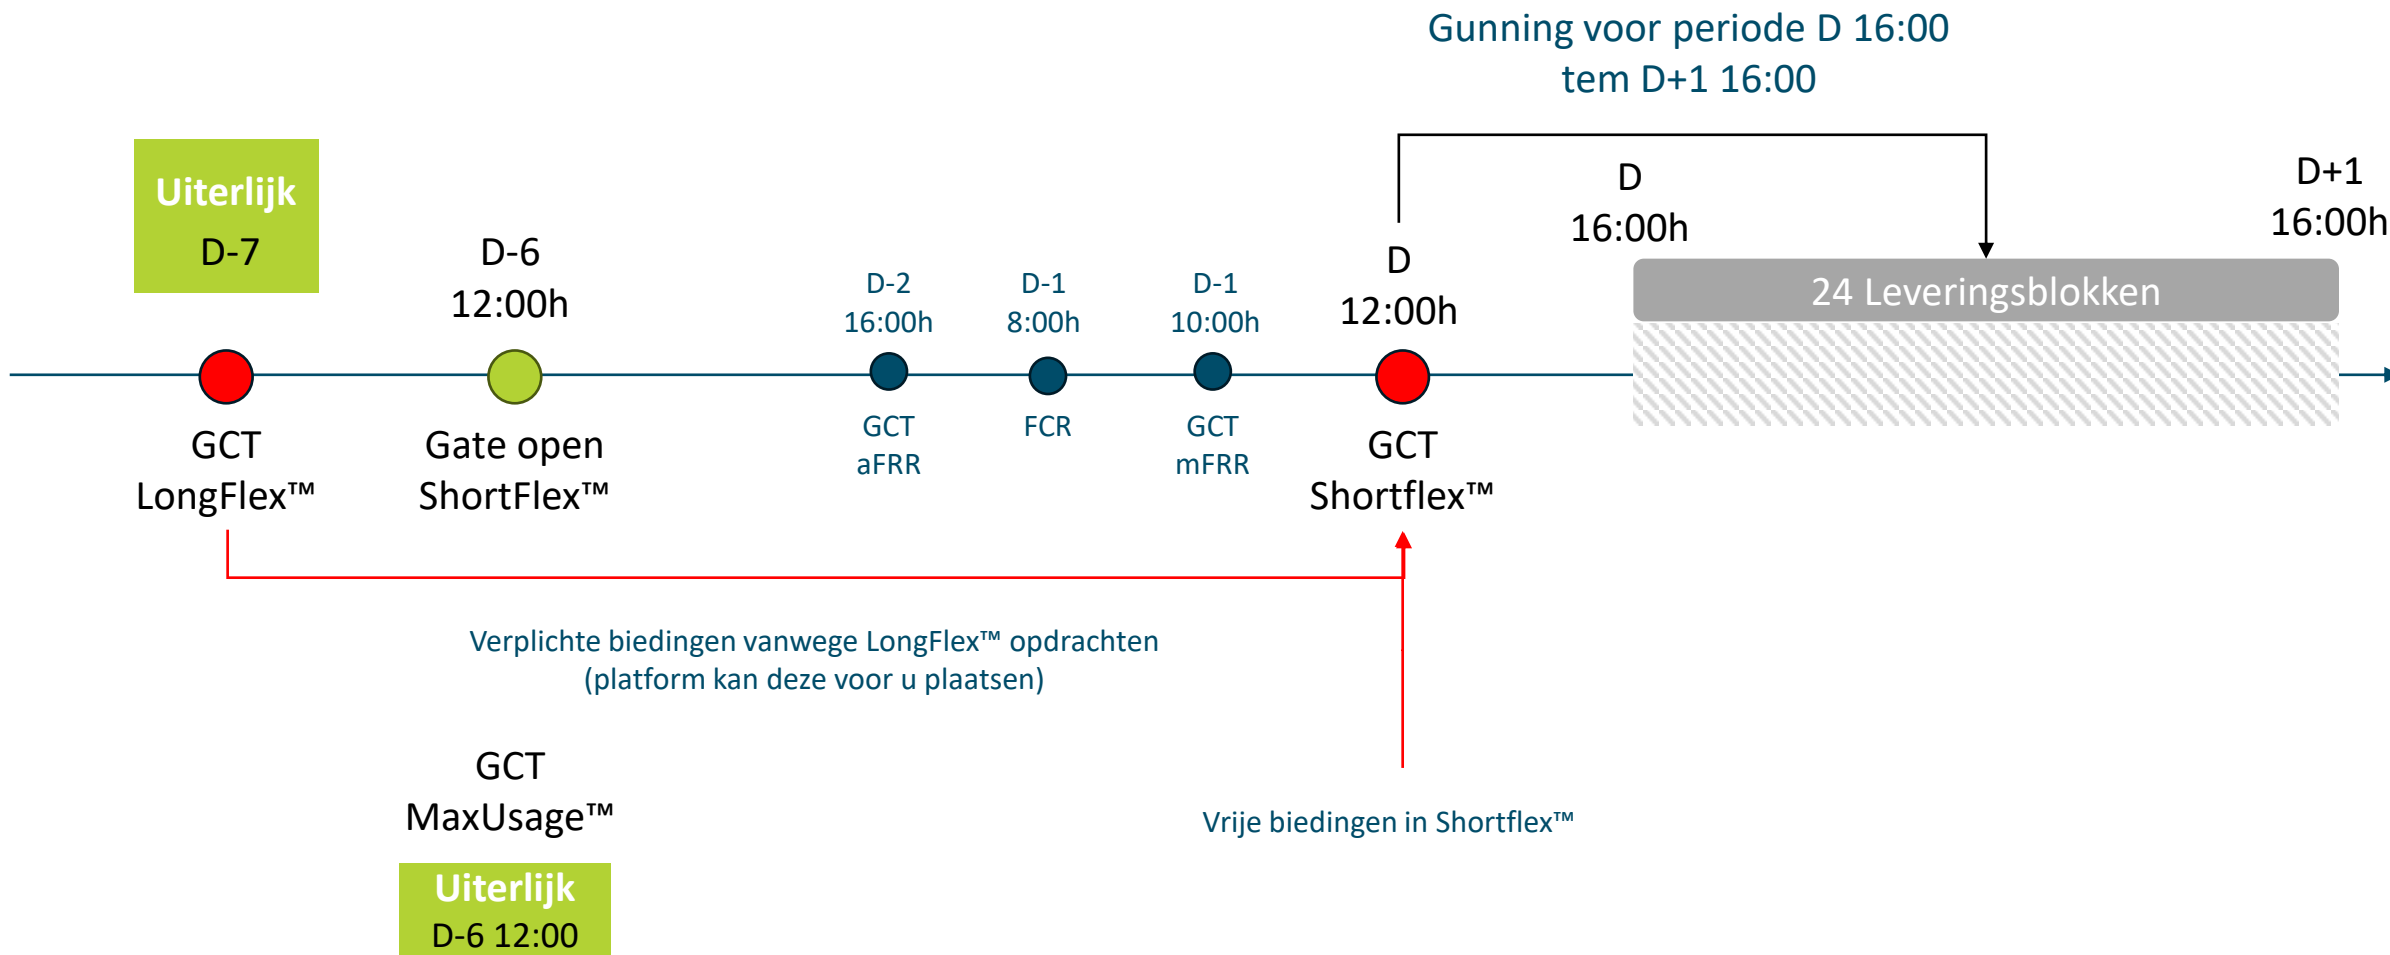 Gunning voor periode D 16:00
tem D+1 16:00
Uiterlijk
D-7
D-6
12:00h
D-2
16:00h
D-1
8:00h
D-1
10:00h
D
12:00h
D
16:00h
D+1
16:00h
24 Leveringsblokken
GCT
LongFlex™
Gate open
ShortFlex™
GCT
aFRR
FCR
GCT
mFRR
GCT
Shortflex™
Verplichte biedingen vanwege LongFlex™ opdrachten
(platform kan deze voor u plaatsen)
GCT
MaxUsage™
Uiterlijk
D-6 12:00
Vrije biedingen in Shortflex™